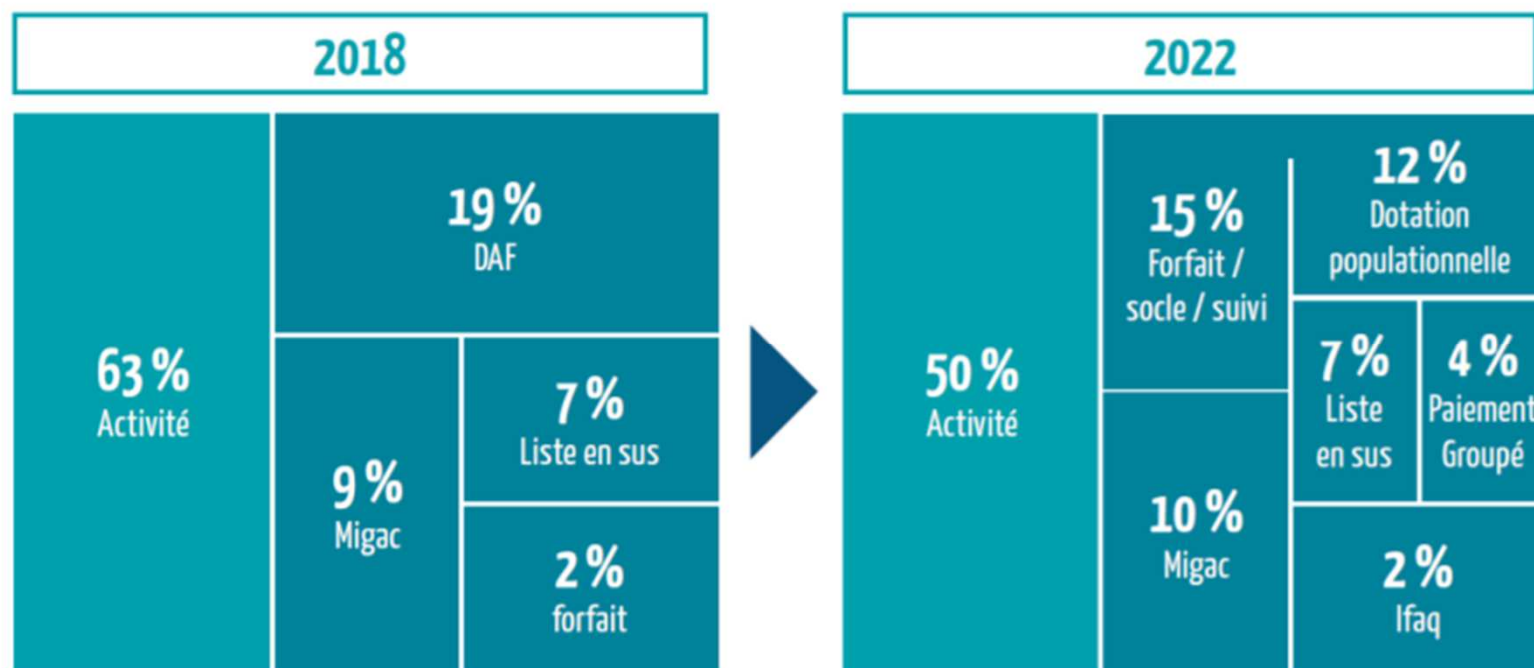 2018
63 %
Activité
19 %
DAF
9 %
Migac
7 %
Liste en sus
2 %
forfait
2022
50 %
Activité
15 %
Forfait /
socle / suivi
12 %
Dotation
populationnelle
7 %
Liste
en sus
4 %
Paiement
Groupé
10 %
Migac
2 %
Ifaq